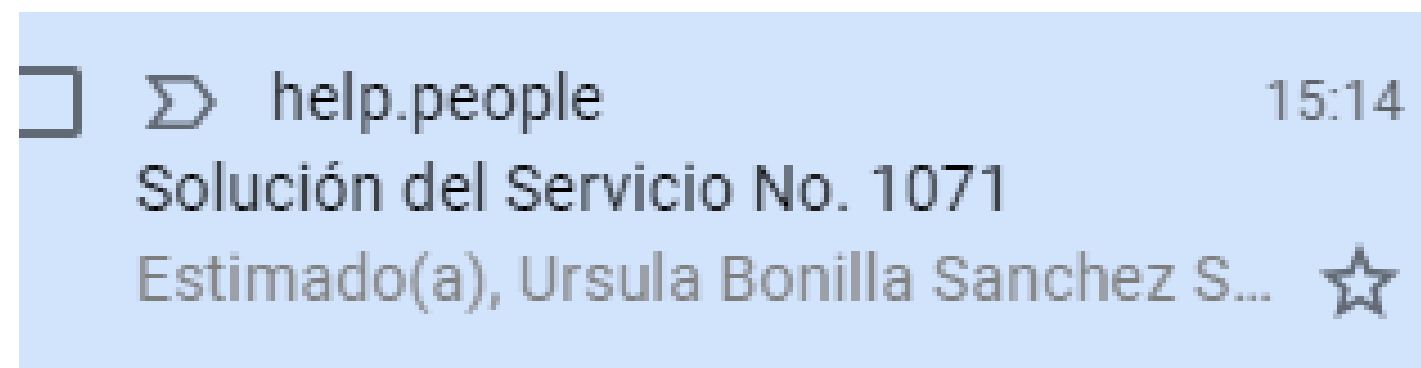 help.people 15:14
Solución del Servicio No. 1071
Estimado(a), Ursula Bonilla Sanchez S...